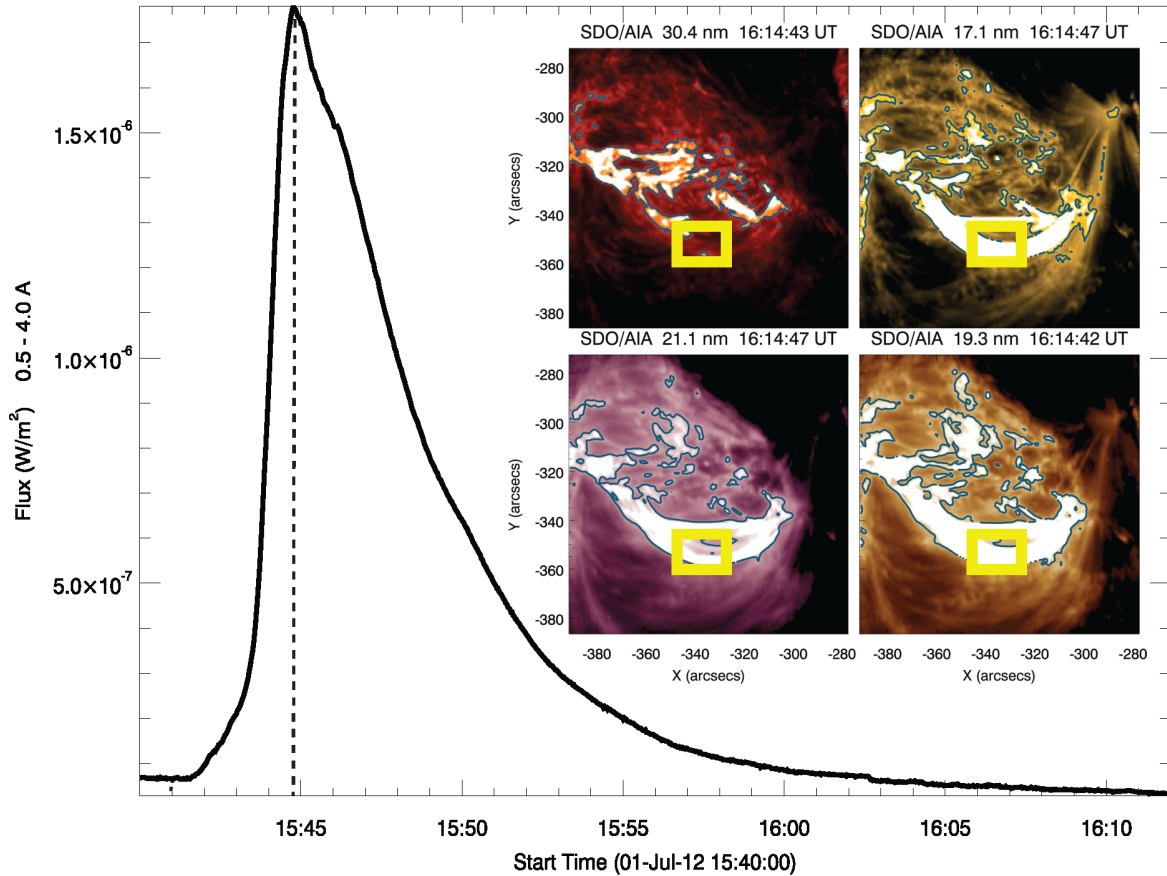 SDO/AIA 30.4 nm 16:14:43 UT
SDO/AIA 17.1 nm 16:14:47 UT
-280
-300
-320
-340
-360
-380
Y (arcsecs)
SDO/AIA 21.1 nm 16:14:47 UT
SDO/AIA 19.3 nm 16:14:42 UT
-280
-300
-320
-340
-360
-380
Y (arcsecs)
-380 -360 -340 -320 -300
X (arcsecs)
-380 -360 -340 -320 -300 -280
X (arcsecs)
1.5×10⁻⁶
1.0×10⁻⁶
5.0×10⁻⁷
Flux (W/m²) 0.5 - 4.0 A
15:45 15:50 15:55 16:00 16:05 16:10
Start Time (01-Jul-12 15:40:00)